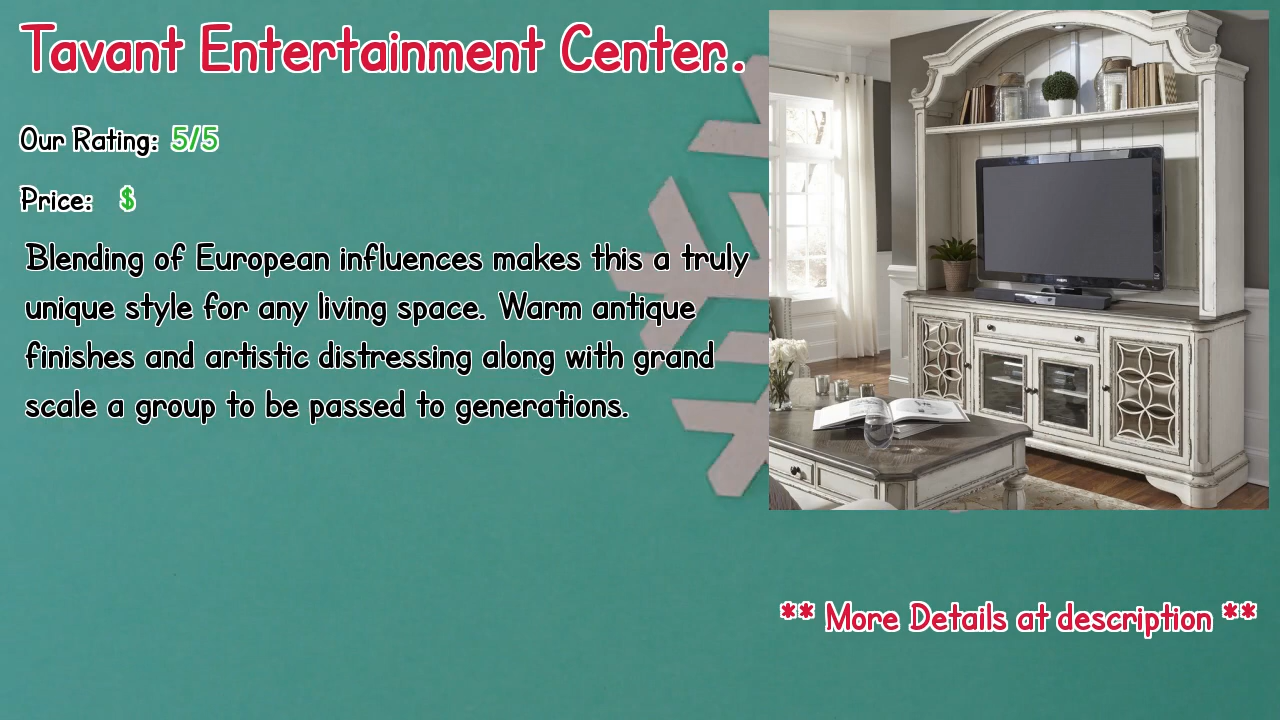 Tavant Entertainment Center..
Our Rating: 5/5
Price: $
Blending of European influences makes this a truly
unique style for any living space. Warm antique
finishes and artistic distressing along with grand
scale a group to be passed to generations.
** More Details at description **